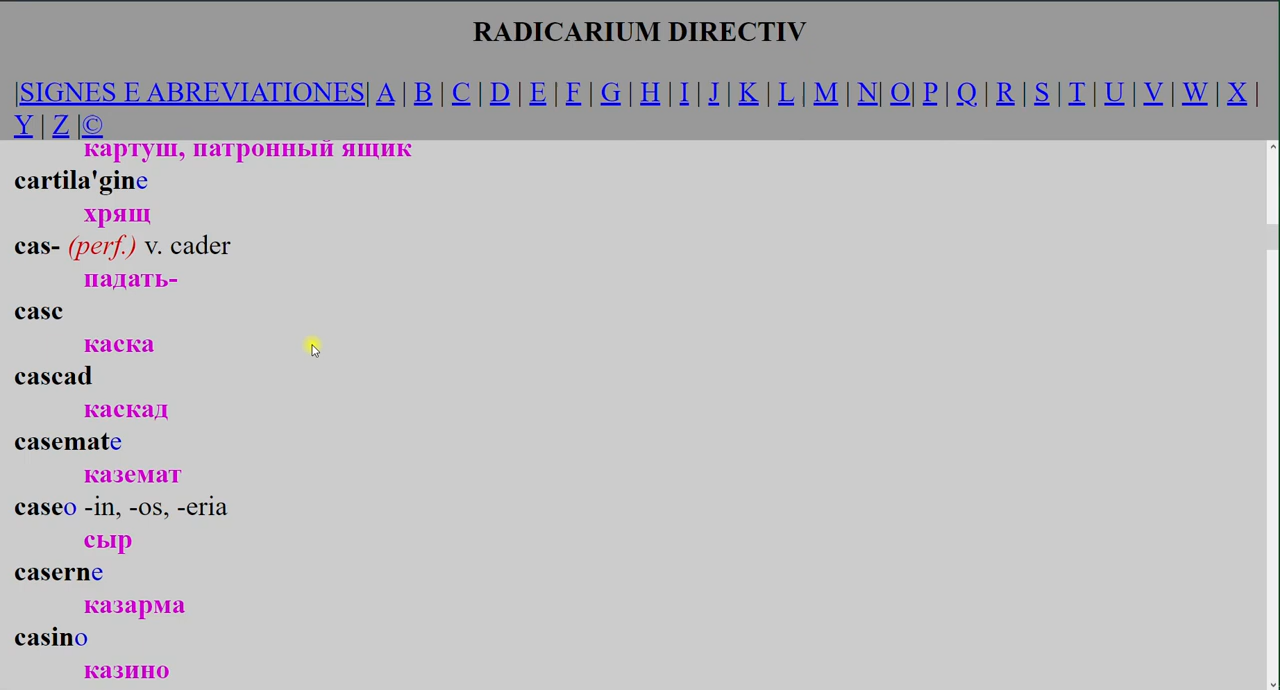 RADICARIUM DIRECTIV
|SIGNES E ABREVIATIONES| A | B | C | D | E | F | G | H | I | J | K | L | M | N| O| P | Q | R | S | T | U | V | W | X |
Y | Z |©
картуш, патронный ящик
cartila'gine
хрящ
cas- (perf.) v. cader
падать-
casc
каска
cascad
каскад
casemate
каземат
caseo -in, -os, -eria
сыр
caserne
казарма
casino
казино